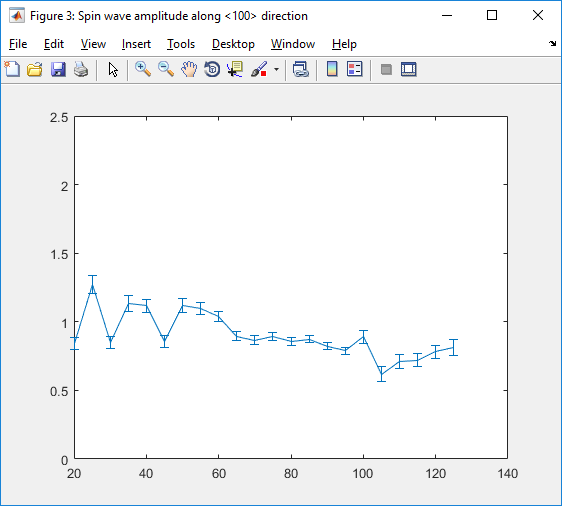 Figure 3: Spin wave amplitude along <100> direction
File Edit View Insert Tools Desktop Window Help
2.5
2
1.5
1
0.5
0
20 40 60 80 100 120 140